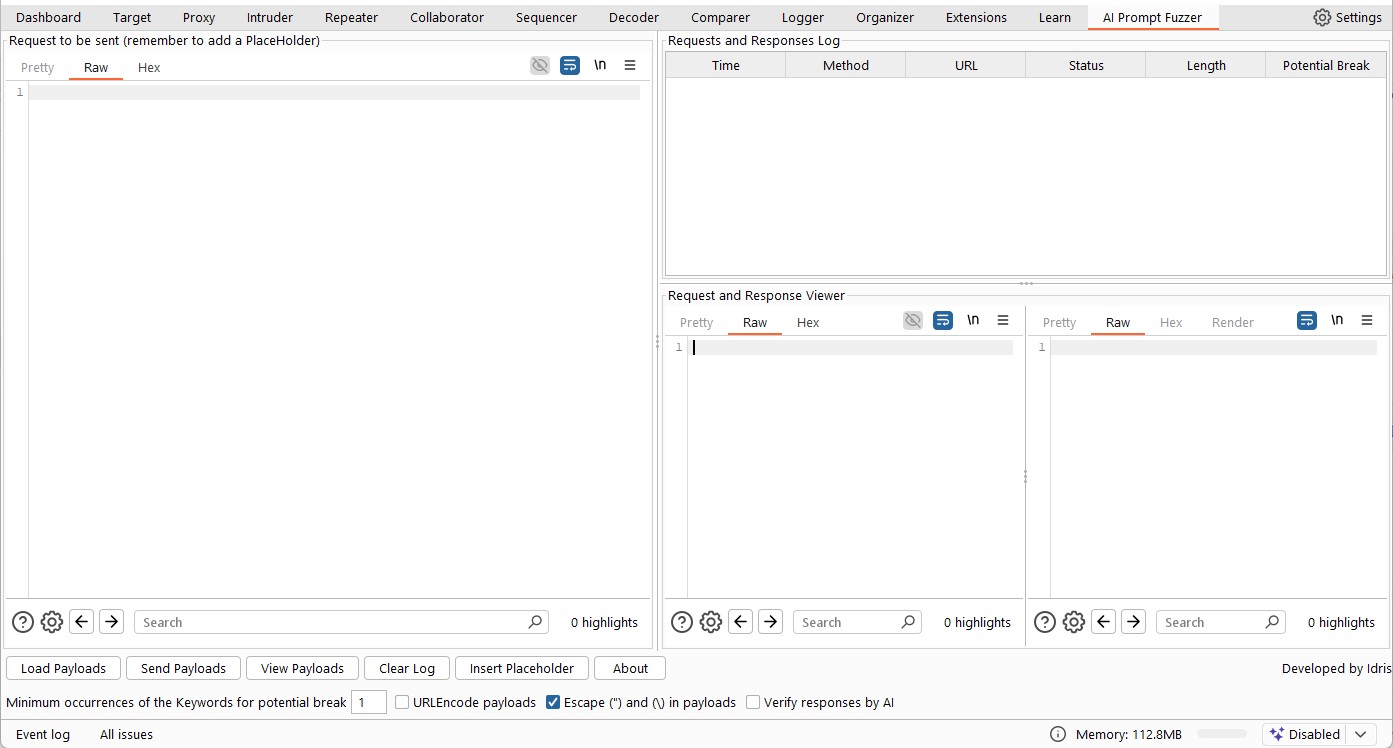 Dashboard Target Proxy Intruder Repeater Collaborator Sequencer Decoder Comparer Logger Organizer Extensions Learn AI Prompt Fuzzer Settings
Request to be sent (remember to add a PlaceHolder)
Pretty Raw Hex \n
1
Search 0 highlights
Requests and Responses Log
Time Method URL Status Length Potential Break
Request and Response Viewer
Pretty Raw Hex \n
1
Search 0 highlights
Pretty Raw Hex Render \n
1
Search 0 highlights
Load Payloads Send Payloads View Payloads Clear Log Insert Placeholder About Developed by Idris
Minimum occurrences of the Keywords for potential break 1 URLEncode payloads Escape (") and (\) in payloads Verify responses by AI
Event log All issues Memory: 112.8MB Disabled